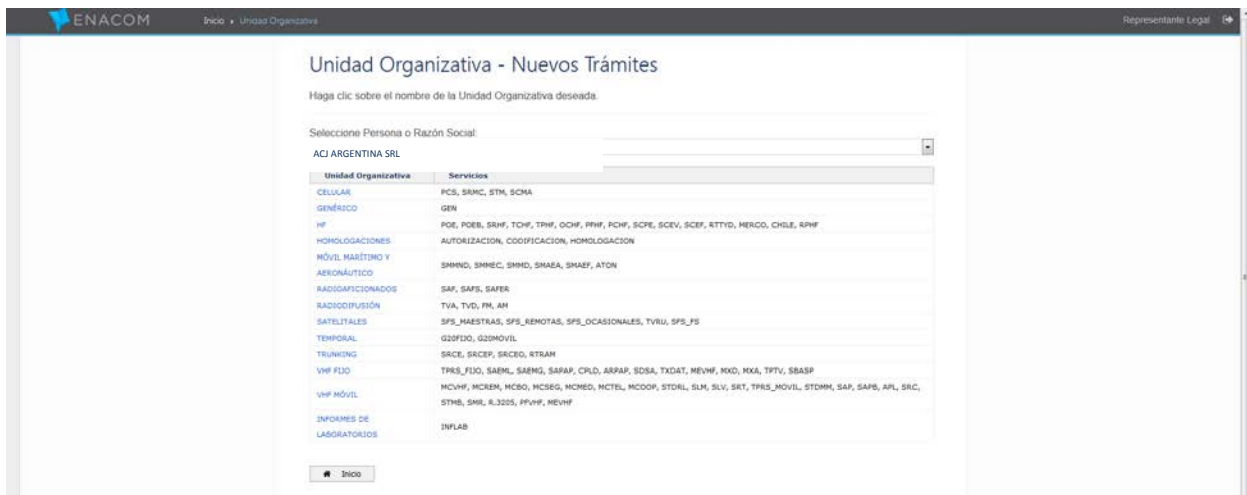 ENACOM
Inicio › Unidad Organizativa
Representante Legal
Unidad Organizativa - Nuevos Trámites
Haga clic sobre el nombre de la Unidad Organizativa deseada.
Seleccione Persona o Razón Social:
ACJ ARGENTINA SRL
Unidad Organizativa Servicios
CELULAR PCS, SRMC, STM, SCMA
GENÉRICO GEN
HF POE, POEB, SRHF, TCHF, TPHF, OCHF, PPHF, PCHF, SCPE, SCEV, SCEF, RTTYD, MERCO, CHILE, RPHF
HOMOLOGACIONES AUTORIZACION, CODIFICACION, HOMOLOGACION
MÓVIL MARÍTIMO Y
AERONÁUTICO
SMMND, SMMEC, SMMD, SMAEA, SMAEF, ATON
RADIOAFICIONADOS SAF, SAFS, SAFER
RADIODIFUSIÓN TVA, TVD, FM, AM
SATELITALES SFS_MAESTRAS, SFS_REMOTAS, SFS_OCASIONALES, TVRU, SFS_FS
TEMPORAL G20FIJO, G20MOVIL
TRUNKING SRCE, SRCEP, SRCEO, RTRAM
VHF FIJO TPRS_FIJO, SAEML, SAEMG, SAPAP, CPLD, ARPAP, SDSA, TXDAT, MEVHF, MXD, MXA, TPTV, SBASP
VHF MÓVIL
MCVHF, MCREM, MCBO, MCSEG, MCMED, MCTEL, MCOOP, STDRL, SLM, SLV, SRT, TPRS_MOVIL, STDMM, SAP, SAPB, APL, SRC,
STMB, SMR, R.3205, PFVHF, MEVHF
INFORMES DE
LABORATORIOS
INFLAB
Inicio